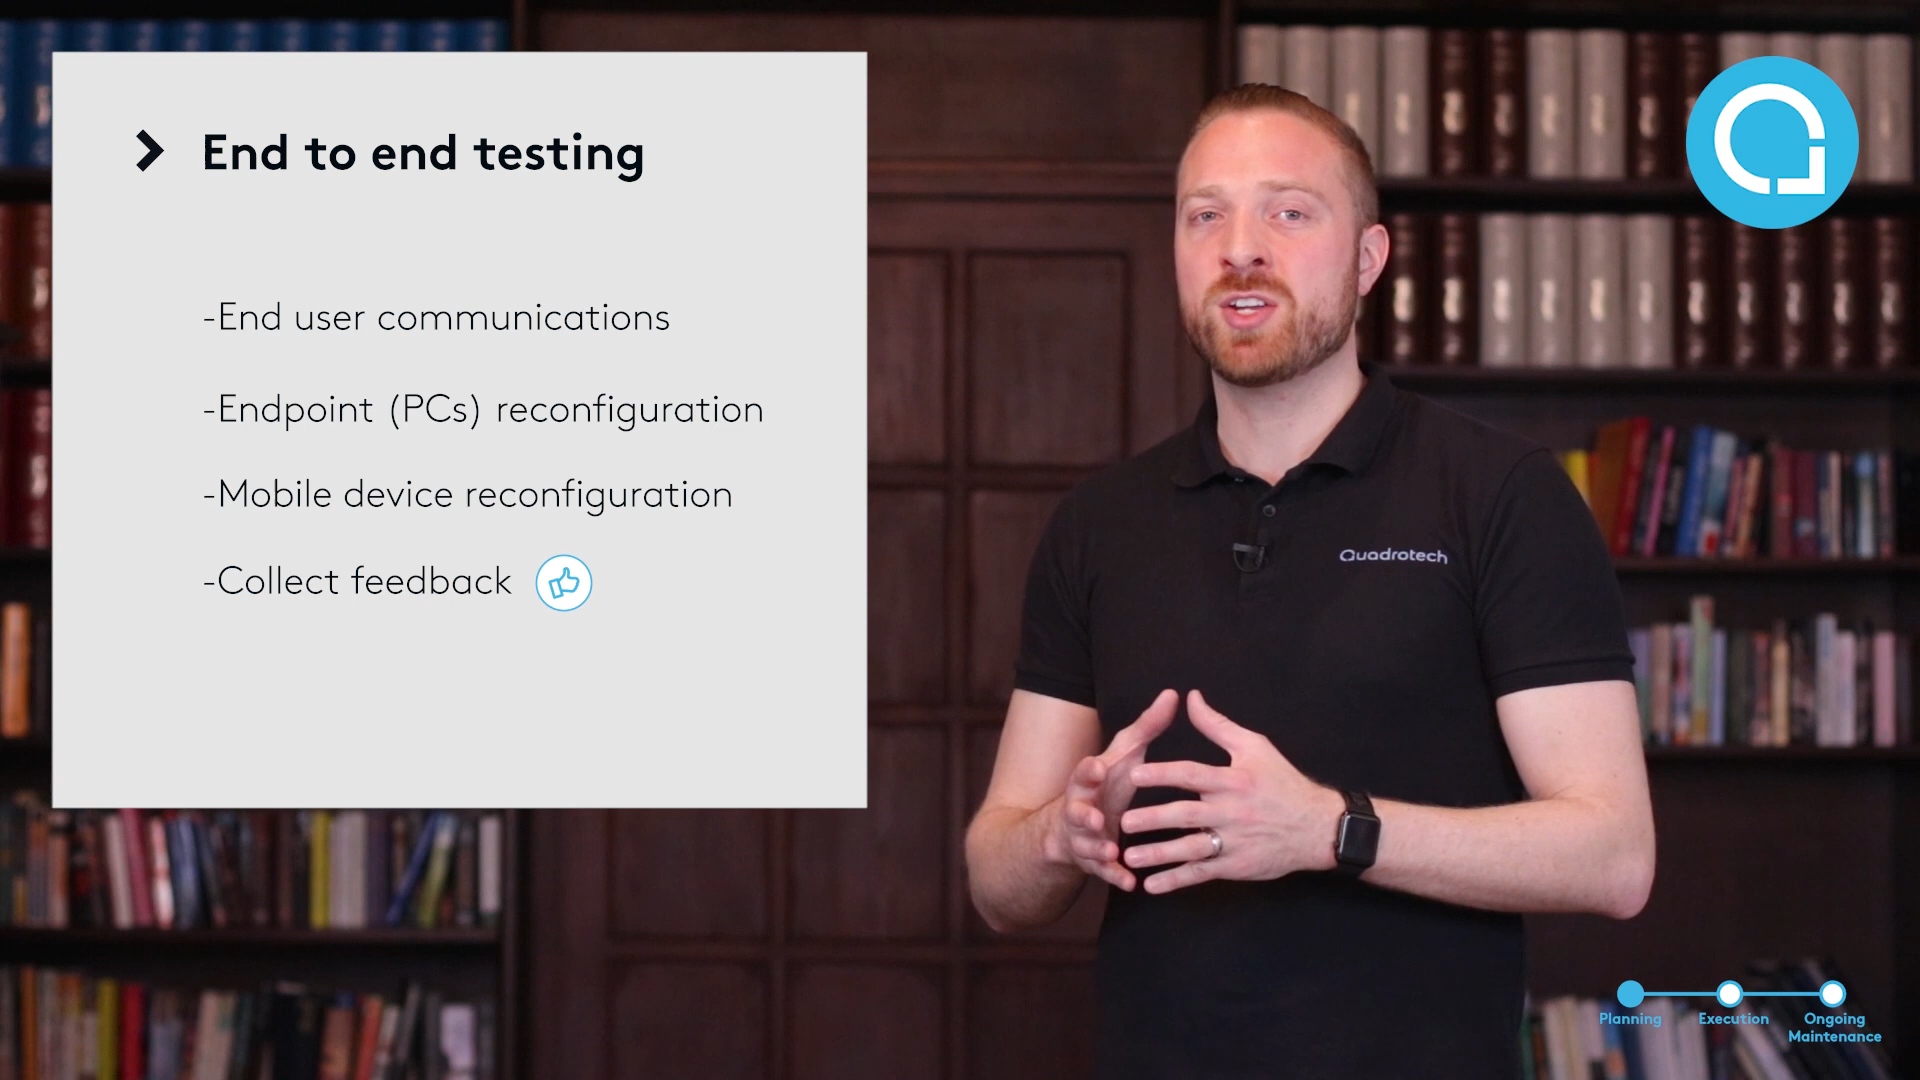 End to end testing
-End user communications
-Endpoint (PCs) reconfiguration
-Mobile device reconfiguration
-Collect feedback
Quadrotech
Planning
Execution
Ongoing
Maintenance